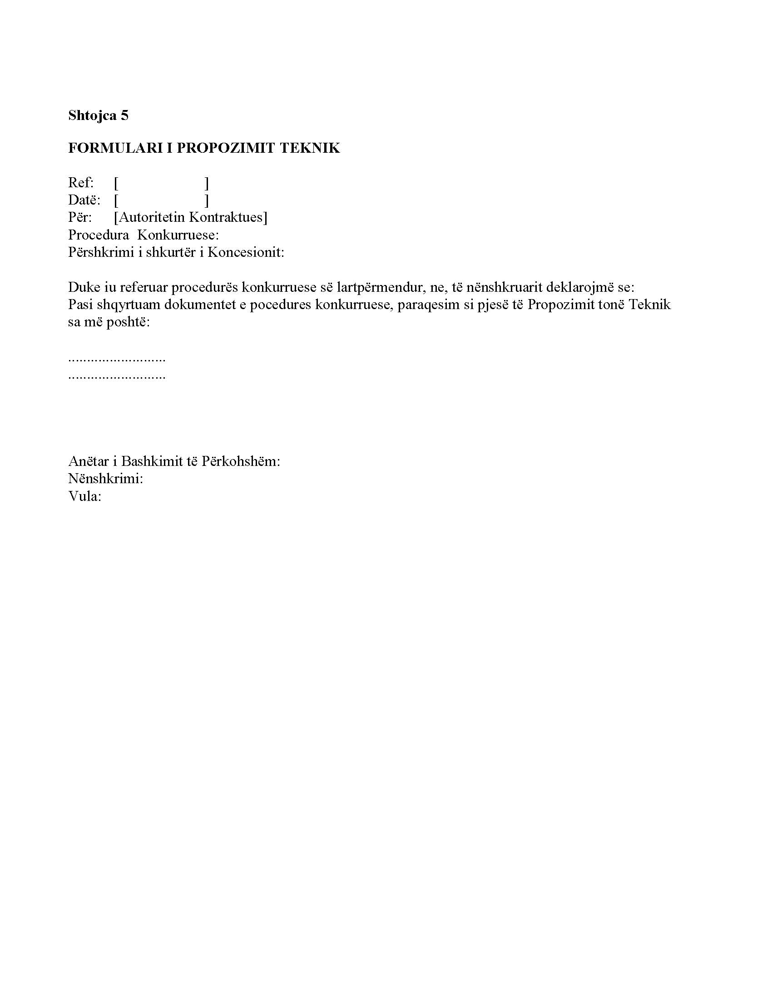 Shtojca 5
FORMULARI I PROPOZIMIT TEKNIK
Ref: [ ]
Datë: [ ]
Për: [Autoritetin Kontraktues]
Procedura Konkurruese:
Përshkrimi i shkurtër i Koncesionit:
Duke iu referuar procedurës konkurruese së lartpërmendur, ne, të nënshkruarit deklarojmë se:
Pasi shqyrtuam dokumentet e pocedures konkurruese, paraqesim si pjesë të Propozimit tonë Teknik
sa më poshtë:
..........................
..........................
Anëtar i Bashkimit të Përkohshëm:
Nënshkrimi:
Vula: